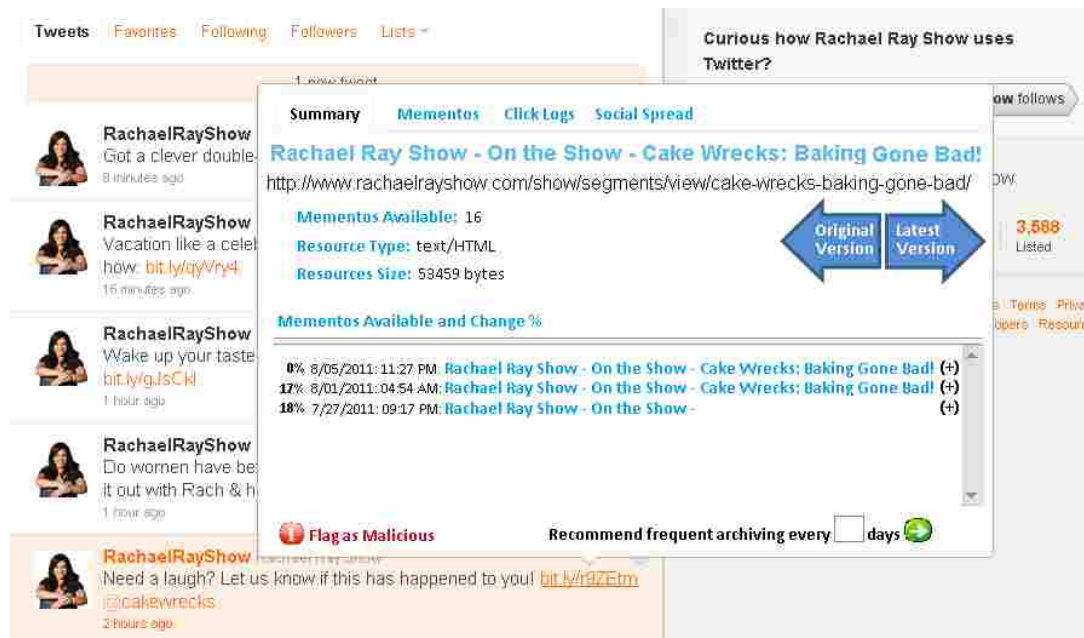 Tweets Favorites Following Followers Lists
Curious how Rachael Ray Show uses
Twitter?
1 new tweet
ow follows
Summary Mementos Click Logs Social Spread
RachaelRayShow
Got a clever double-
8 minutes ago
Rachael Ray Show - On the Show - Cake Wrecks: Baking Gone Bad!
http://www.rachaelrayshow.com/show/segments/view/cake-wrecks-baking-gone-bad/
Mementos Available: 16
Resource Type: text/HTML
Resources Size: 53459 bytes
Original
Version
Latest
Version
3,588
Listed
RachaelRayShow
Vacation like a celeb
how: bit.ly/qyVry4
16 minutes ago
Terms Priva
opers Resour
Mementos Available and Change %
RachaelRayShow
Wake up your taste
bit.ly/gJsCkl
1 hour ago
0% 8/05/2011: 11:27 PM: Rachael Ray Show - On the Show - Cake Wrecks: Baking Gone Bad! (+)
17% 8/01/2011: 04:54 AM: Rachael Ray Show - On the Show - Cake Wrecks: Baking Gone Bad! (+)
18% 7/27/2011: 09:17 PM: Rachael Ray Show - On the Show - (+)
RachaelRayShow
Do women have be
it out with Rach & h
1 hour ago
Flag as Malicious
Recommend frequent archiving every days
RachaelRayShow
Need a laugh? Let us know if this has happened to you! bit.ly/r9ZEtm
@cakewrecks
2 hours ago